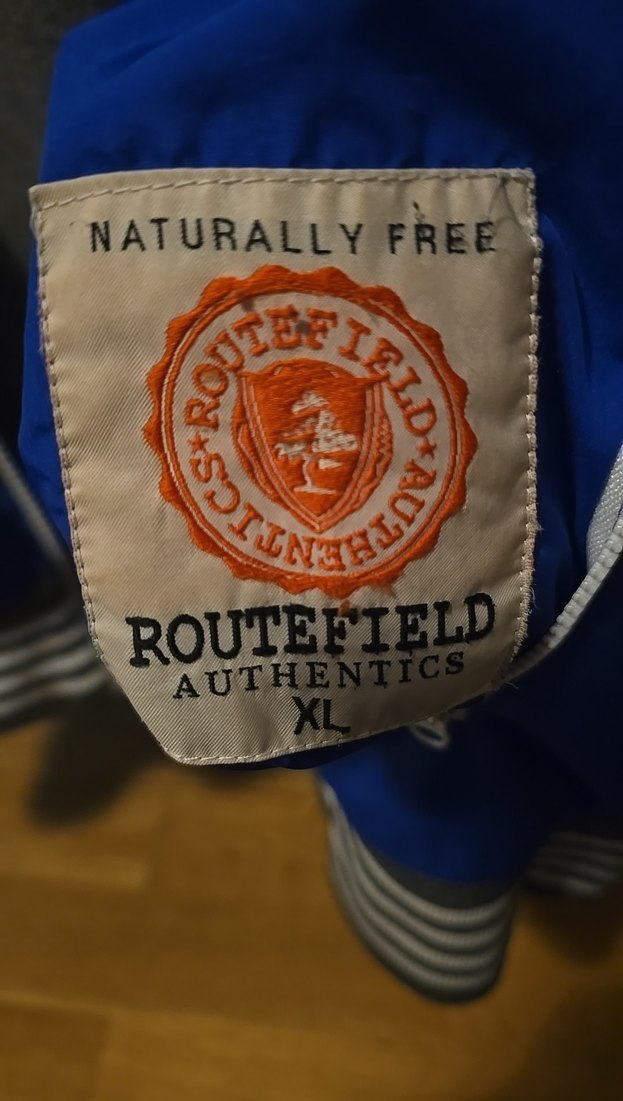 NATURALLY FREE
ROUTEFIELD
★ AUTHENTICS ★
ROUTEFIELD
AUTHENTICS
XL